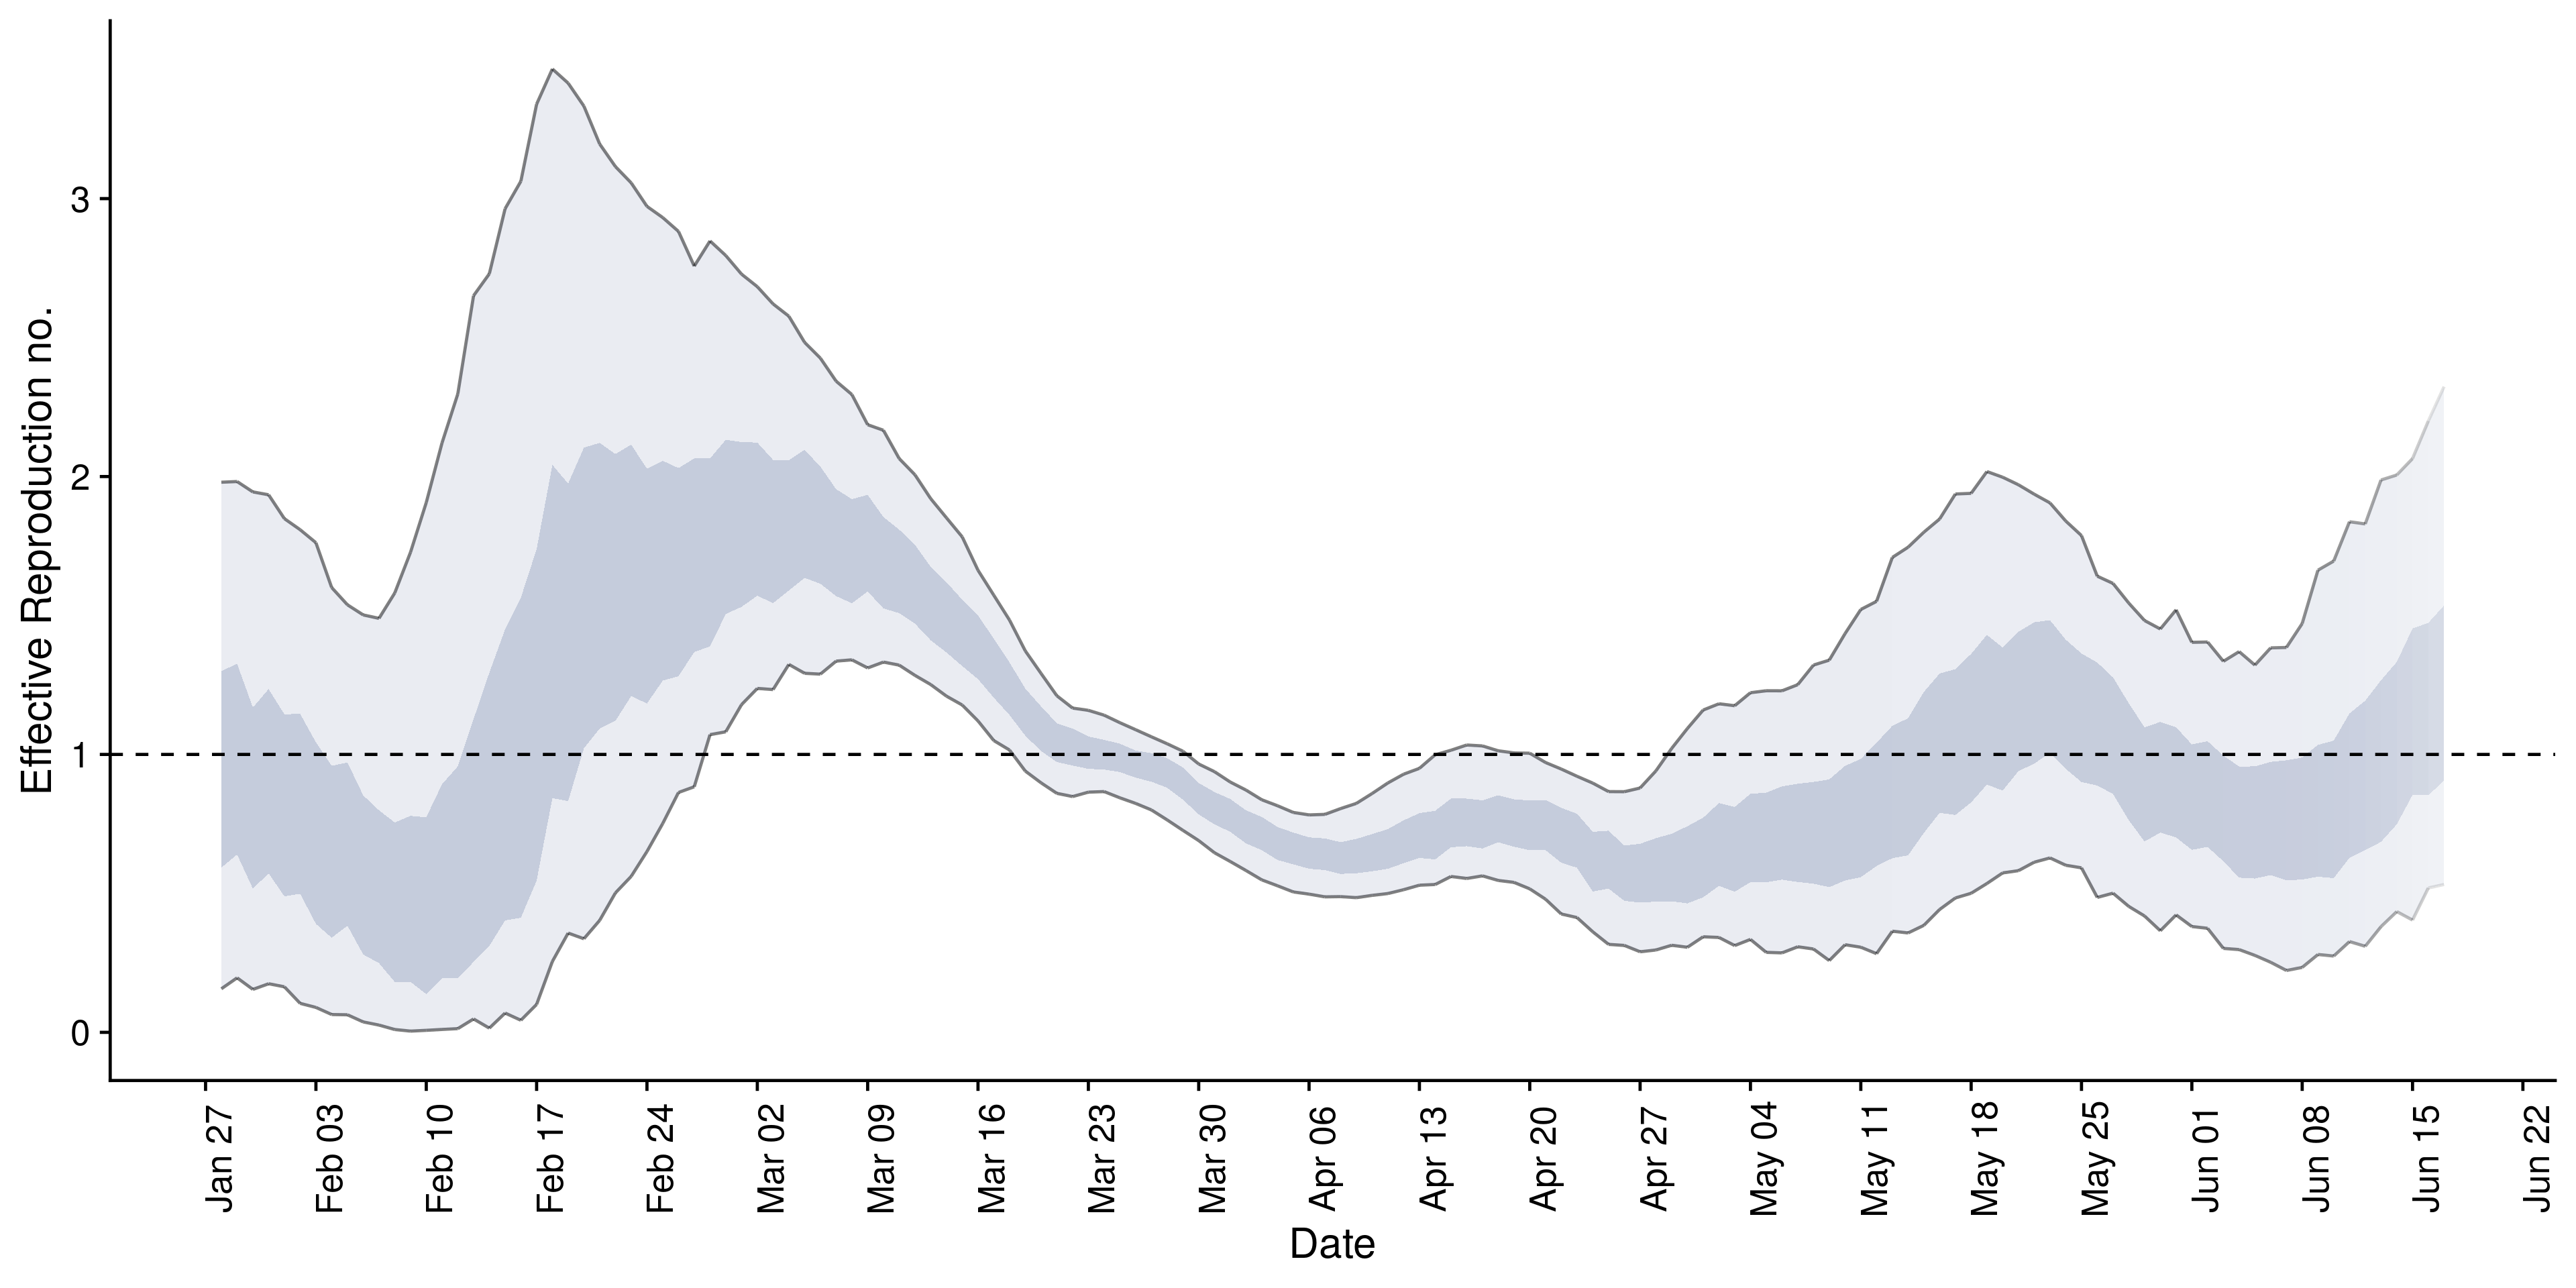 Effective Reproduction no.
3
2
1
0
Jan 27
Feb 03
Feb 10
Feb 17
Feb 24
Mar 02
Mar 09
Mar 16
Mar 23
Mar 30
Apr 06
Apr 13
Apr 20
Apr 27
May 04
May 11
May 18
May 25
Jun 01
Jun 08
Jun 15
Jun 22
Date